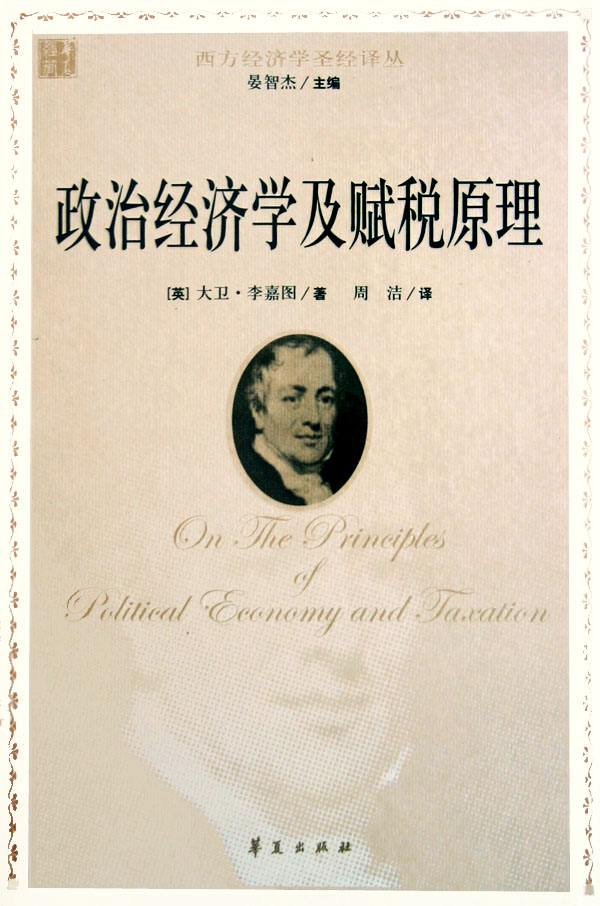 西方经济学圣经译丛
晏智杰／主编
政治经济学及赋税原理
[英] 大卫·李嘉图／著 周 洁／译
On The Principles
of
Political Economy and Taxation
华夏出版社